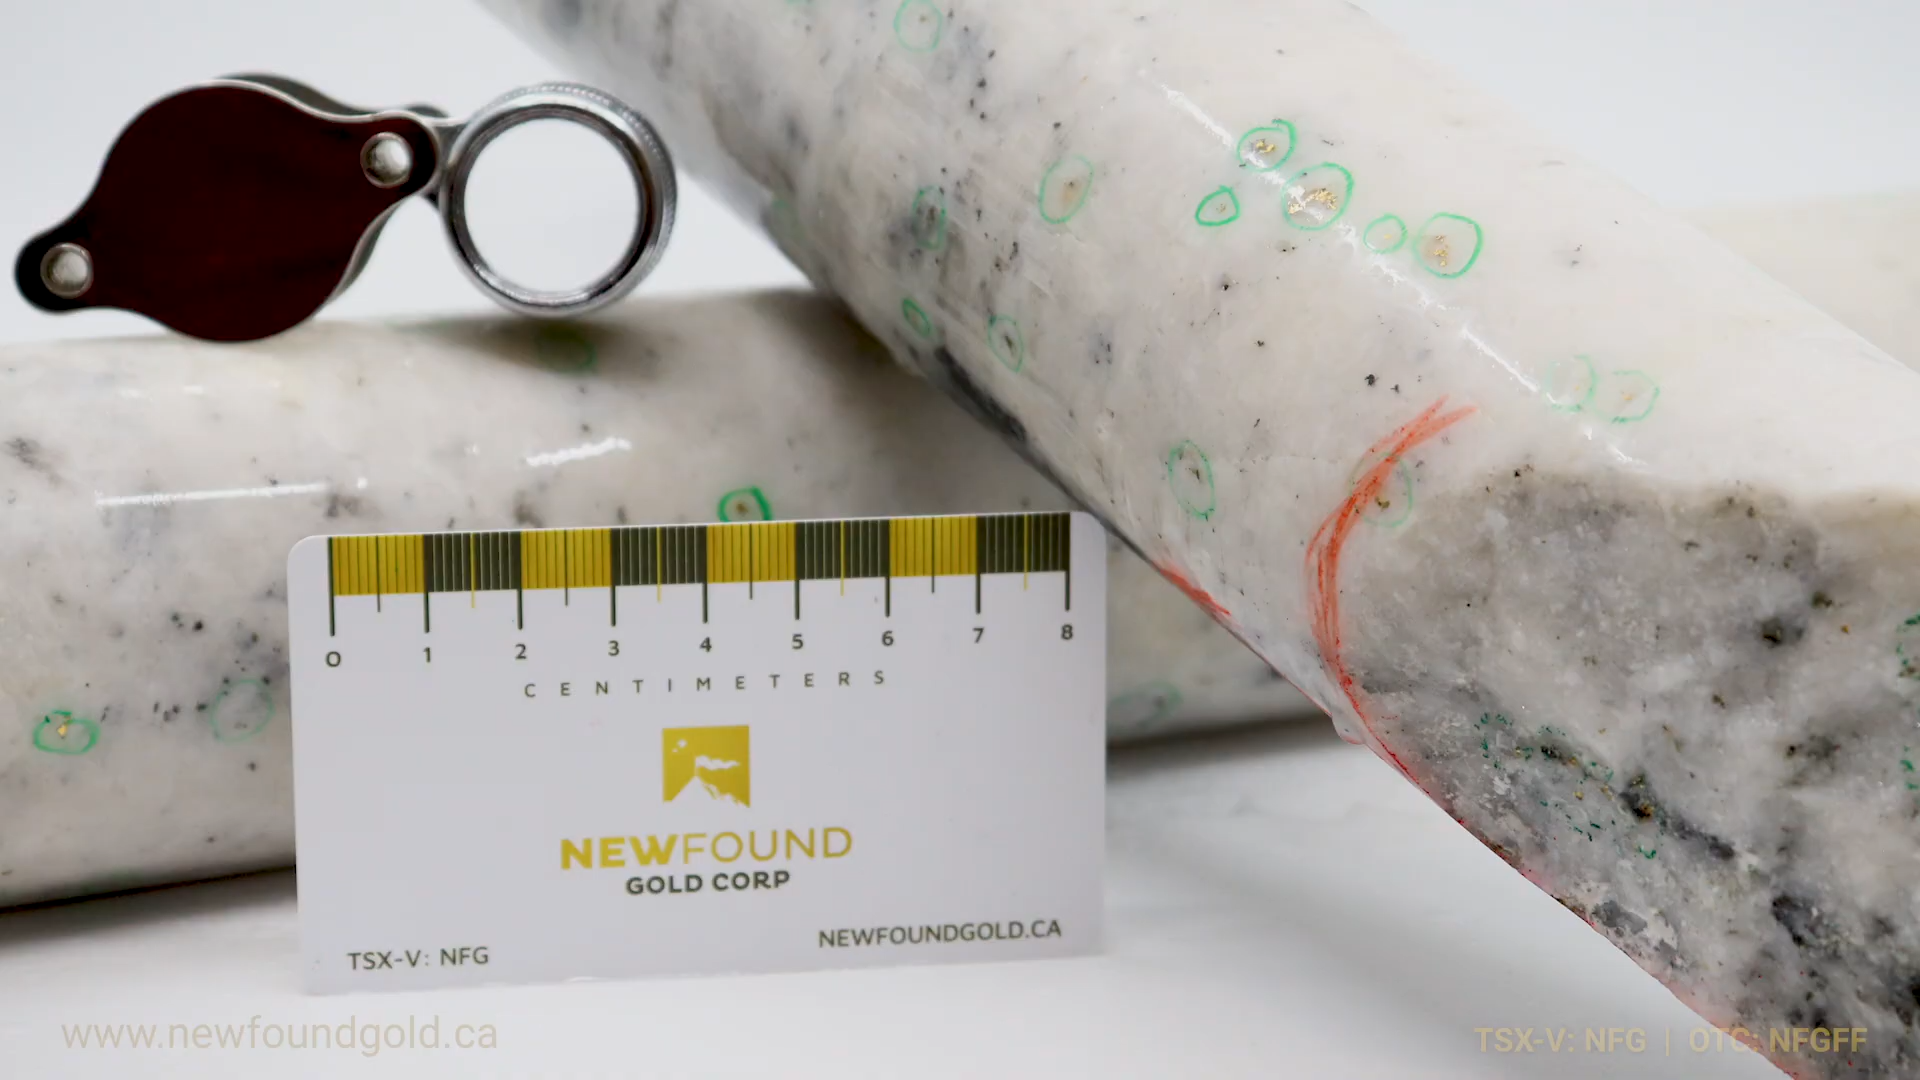 0 1 2 3 4 5 6 7 8
CENTIMETERS
NEWFOUND
GOLD CORP
NEWFOUNDGOLD.CA
TSX-V: NFG
www.newfoundgold.ca
TSX-V: NFG | OTC: NFGFF